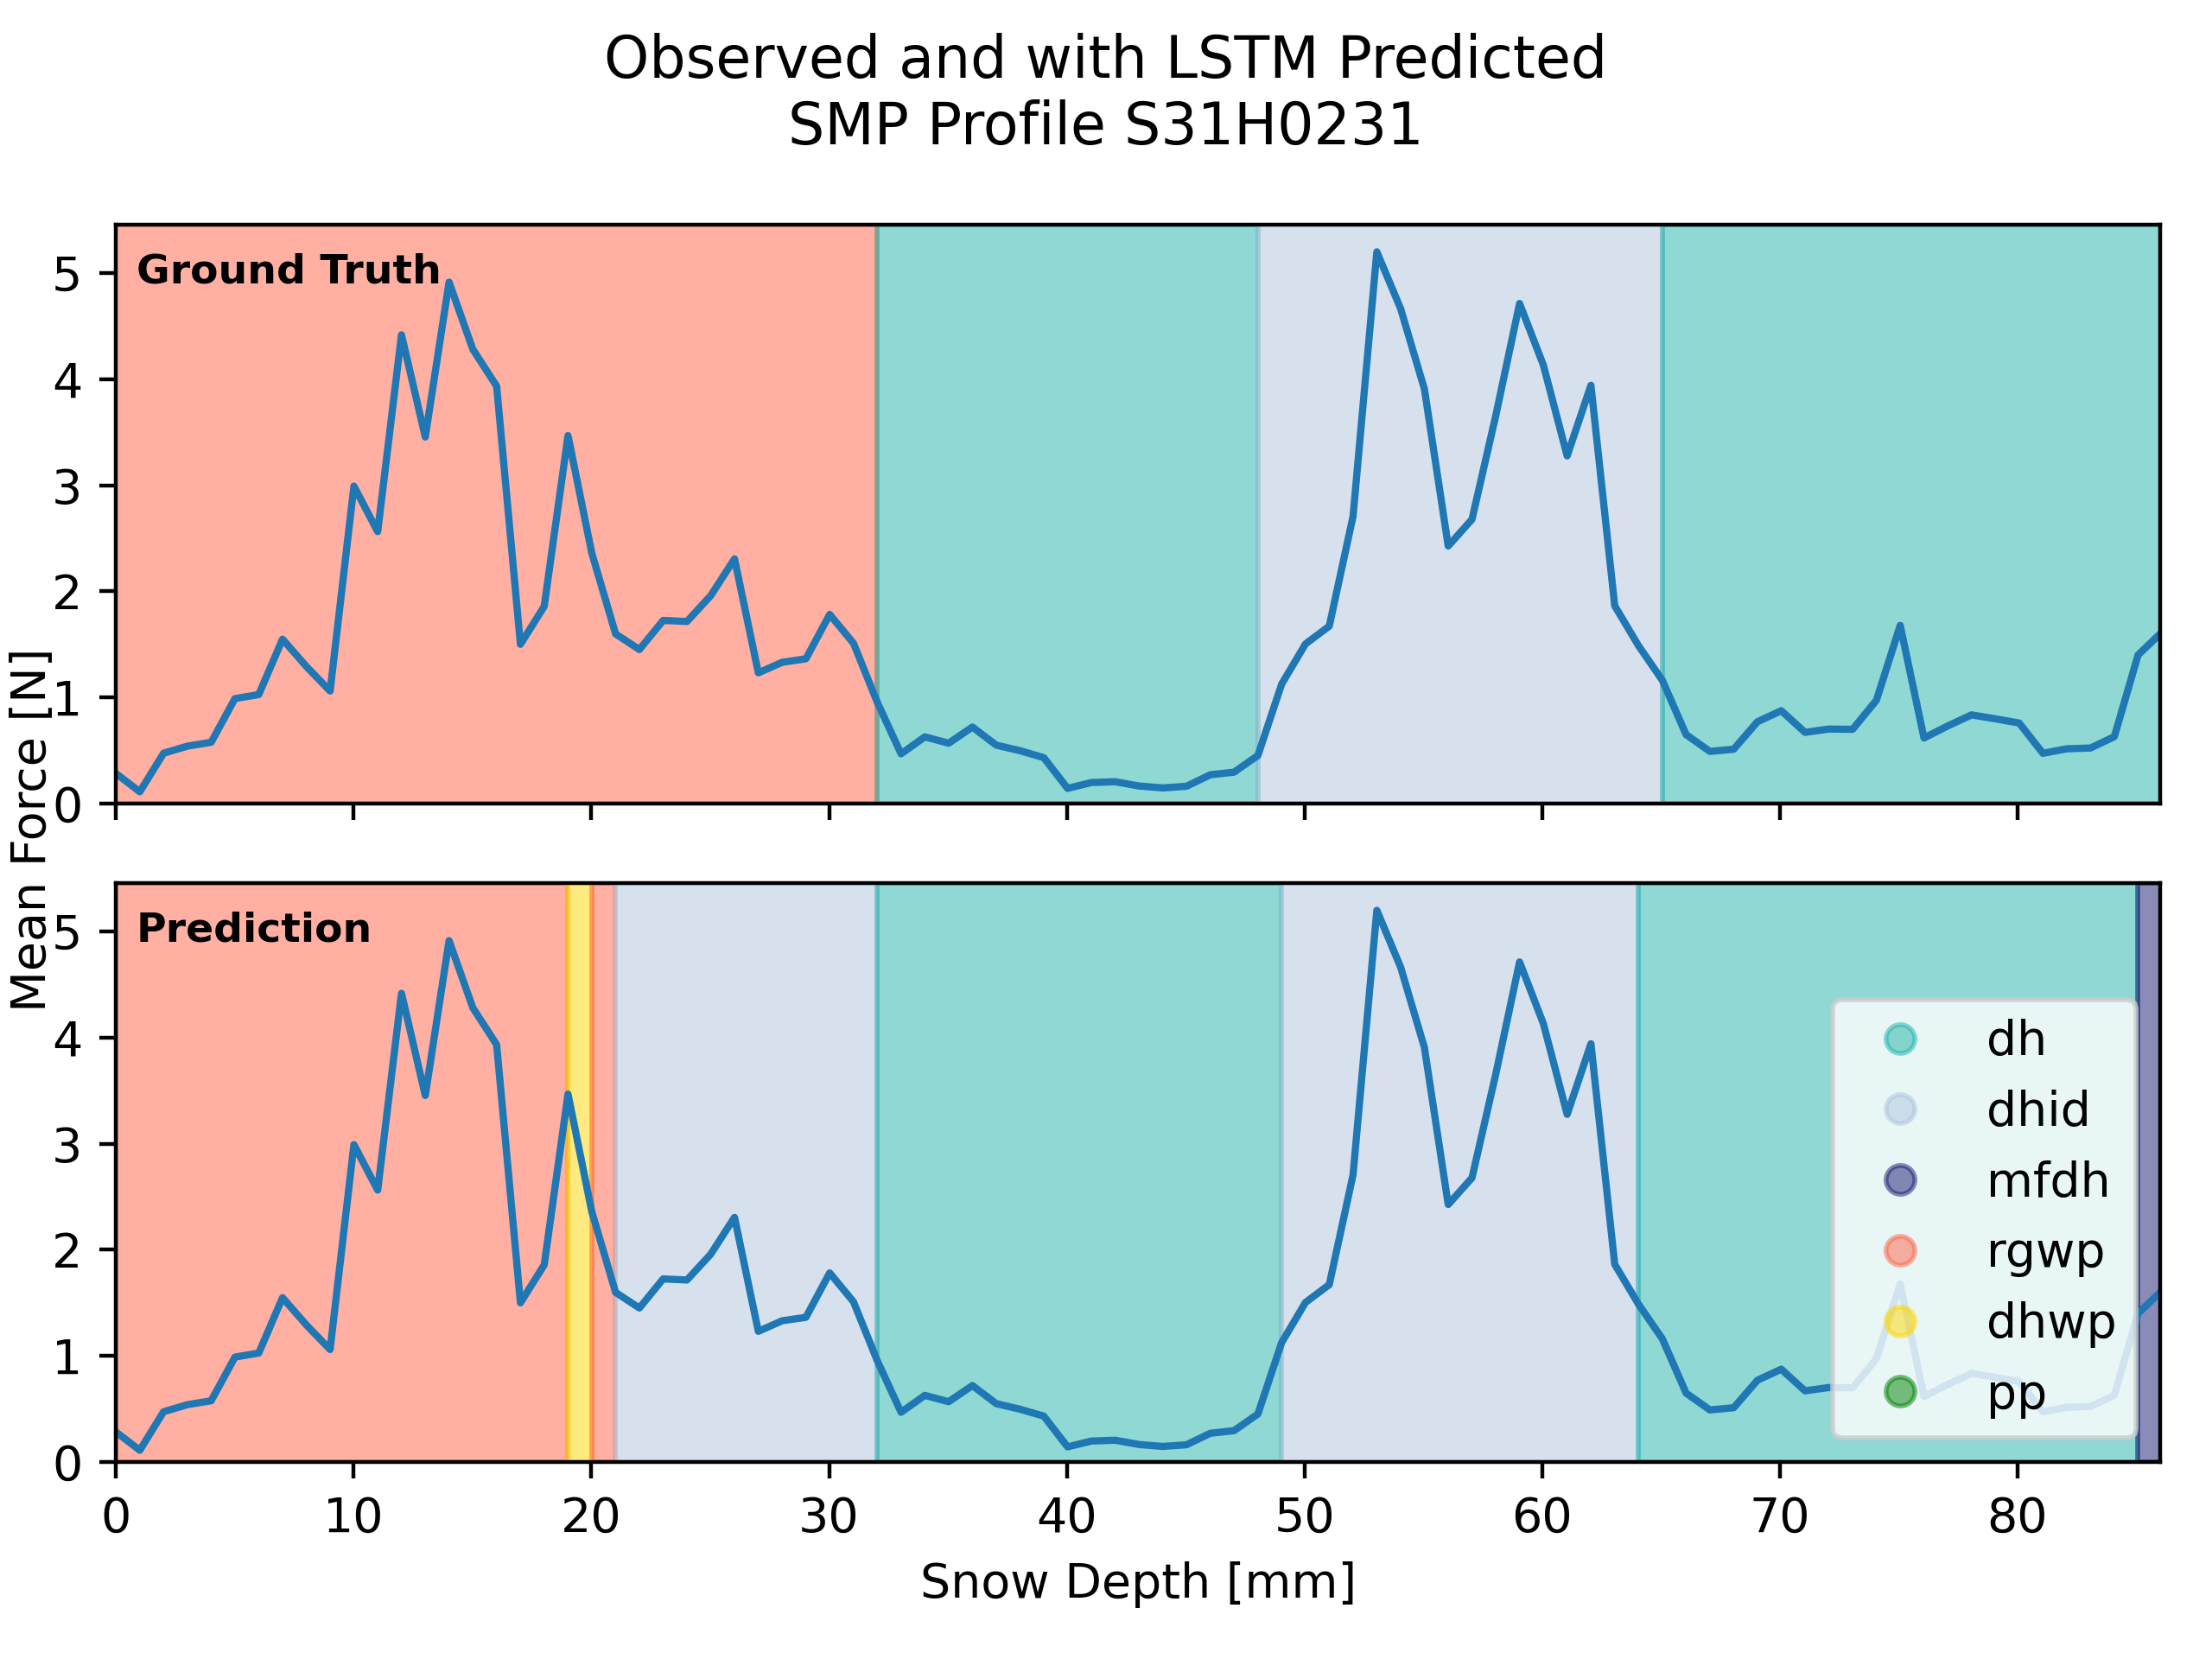 Observed and with LSTM Predicted
SMP Profile S31H0231
Mean Force [N]
Ground Truth
5
4
3
2
1
0
Prediction
5
4
3
2
1
0
dh
dhid
mfdh
rgwp
dhwp
pp
0 10 20 30 40 50 60 70 80
Snow Depth [mm]